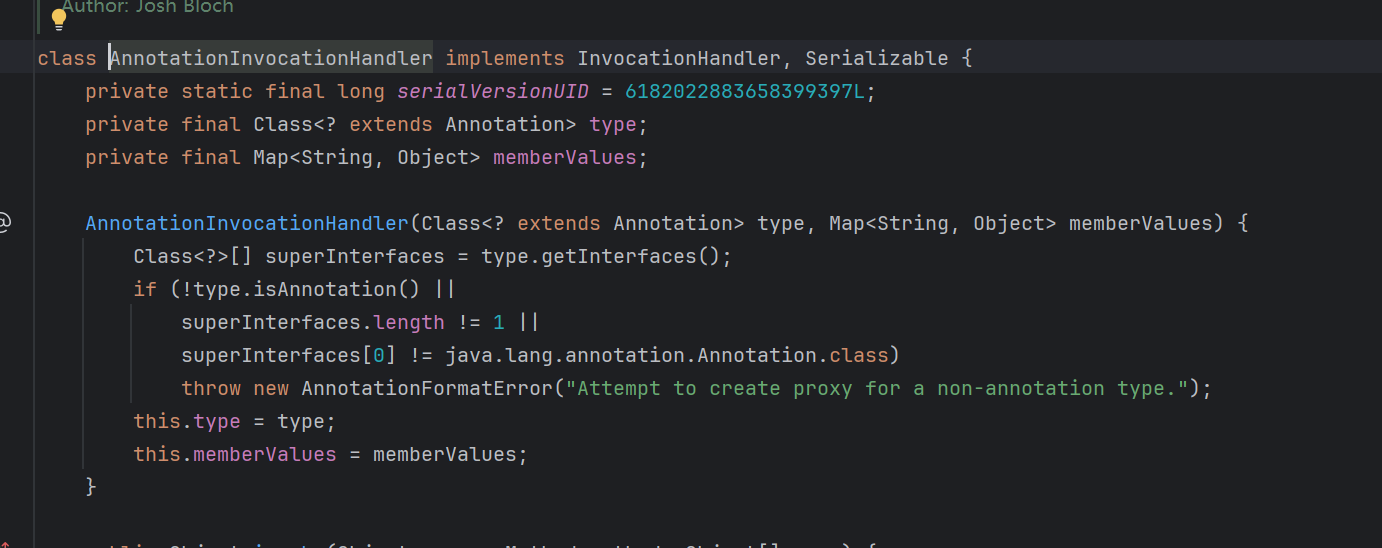 Author: Josh Bloch
class AnnotationInvocationHandler implements InvocationHandler, Serializable {
    private static final long serialVersionUID = 6182022883658399397L;
    private final Class<? extends Annotation> type;
    private final Map<String, Object> memberValues;
    AnnotationInvocationHandler(Class<? extends Annotation> type, Map<String, Object> memberValues) {
        Class<?>[] superInterfaces = type.getInterfaces();
        if (!type.isAnnotation() ||
            superInterfaces.length != 1 ||
            superInterfaces[0] != java.lang.annotation.Annotation.class)
            throw new AnnotationFormatError("Attempt to create proxy for a non-annotation type.");
        this.type = type;
        this.memberValues = memberValues;
    }